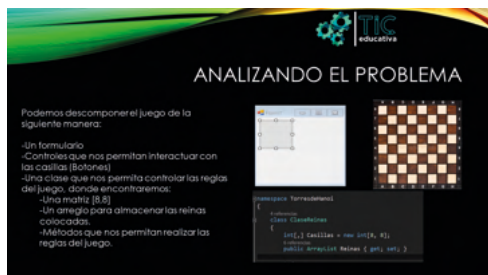 TIC
educativa
ANALIZANDO EL PROBLEMA
Podemos descomponer el juego de la
siguiente manera:
-Un formulario
-Controles que nos permitan interactuar con
las casillas (Botones)
-Una clase que nos permita controlar las reglas
del juego, donde encontraremos:
-Una matriz [8,8]
-Un arreglo para almacenar las reinas
colocadas.
-Métodos que nos permitan realizar las
reglas del juego.
namespace TorresdeHanoi
{
class ClaseReinas
{
int[,] Casillas = new int[8, 8];
public ArrayList Reinas { get; set; }